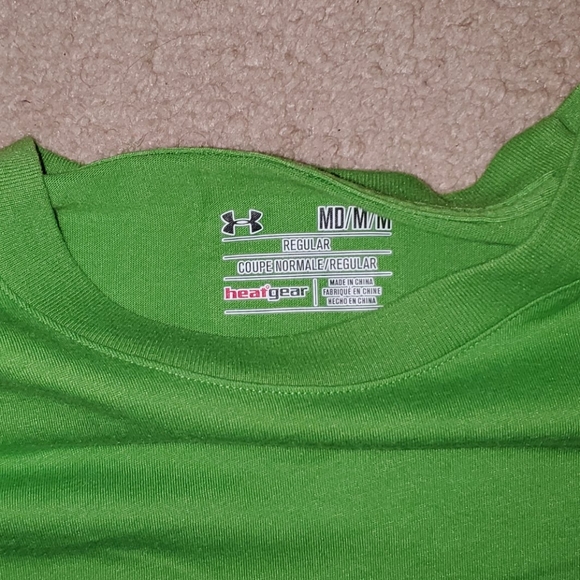 MD/M/M
REGULAR
COUPE NORMALE/REGULAR
heatgear
MADE IN CHINA
FABRIQUÉ EN CHINE
HECHO EN CHINA